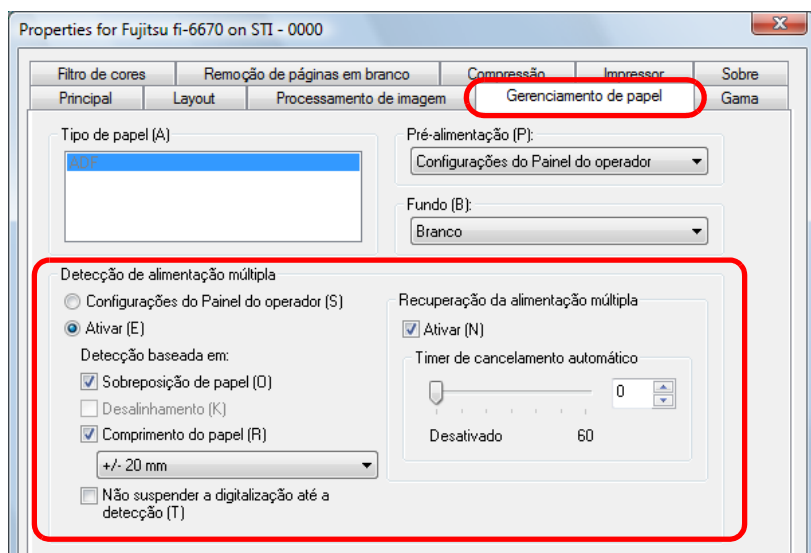 Properties for Fujitsu fi-6670 on STI - 0000
Filtro de cores
Remoção de páginas em branco
Compressão
Impressor
Sobre
Principal
Layout
Processamento de imagem
Gerenciamento de papel
Gama
Tipo de papel (A)
ADF
Pré-alimentação (P):
Configurações do Painel do operador
Fundo (B):
Branco
Detecção de alimentação múltipla
Configurações do Painel do operador (S)
Ativar (E)
Detecção baseada em:
Sobreposição de papel (O)
Desalinhamento (K)
Comprimento do papel (R)
+/- 20 mm
Não suspender a digitalização até a
detecção (T)
Recuperação da alimentação múltipla
Ativar (N)
Timer de cancelamento automático
0
Desativado
60